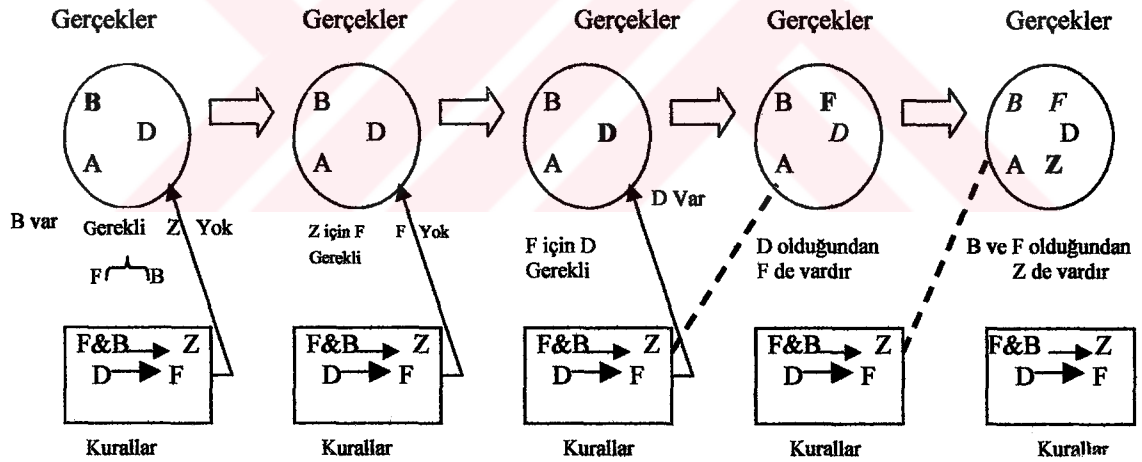 Gerçekler Gerçekler Gerçekler Gerçekler Gerçekler
B D A
B D A
B D A
B F D A
B F D A Z
B var Gerekli Z Yok
F B
Z için F F Yok
Gerekli
D Var
F için D
Gerekli
D olduğundan
F de vardır
B ve F olduğundan
Z de vardır
F&B Z
D F
F&B Z
D F
F&B Z
D F
F&B Z
D F
F&B Z
D F
Kurallar Kurallar Kurallar Kurallar Kurallar